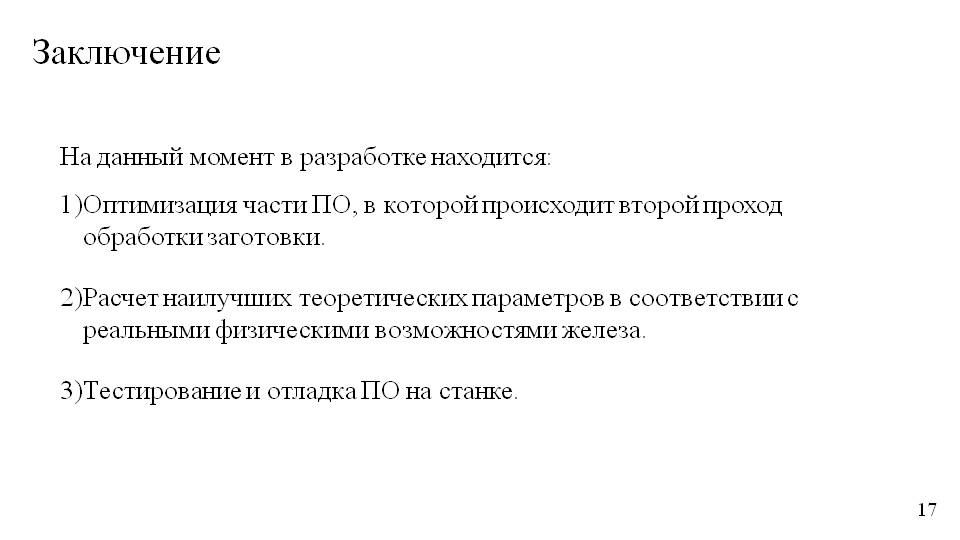 Заключение
На данный момент в разработке находится:
1)Оптимизация части ПО, в которой происходит второй проход
обработки заготовки.
2)Расчет наилучших теоретических параметров в соответствии с
реальными физическими возможностями железа.
3)Тестирование и отладка ПО на станке.
17